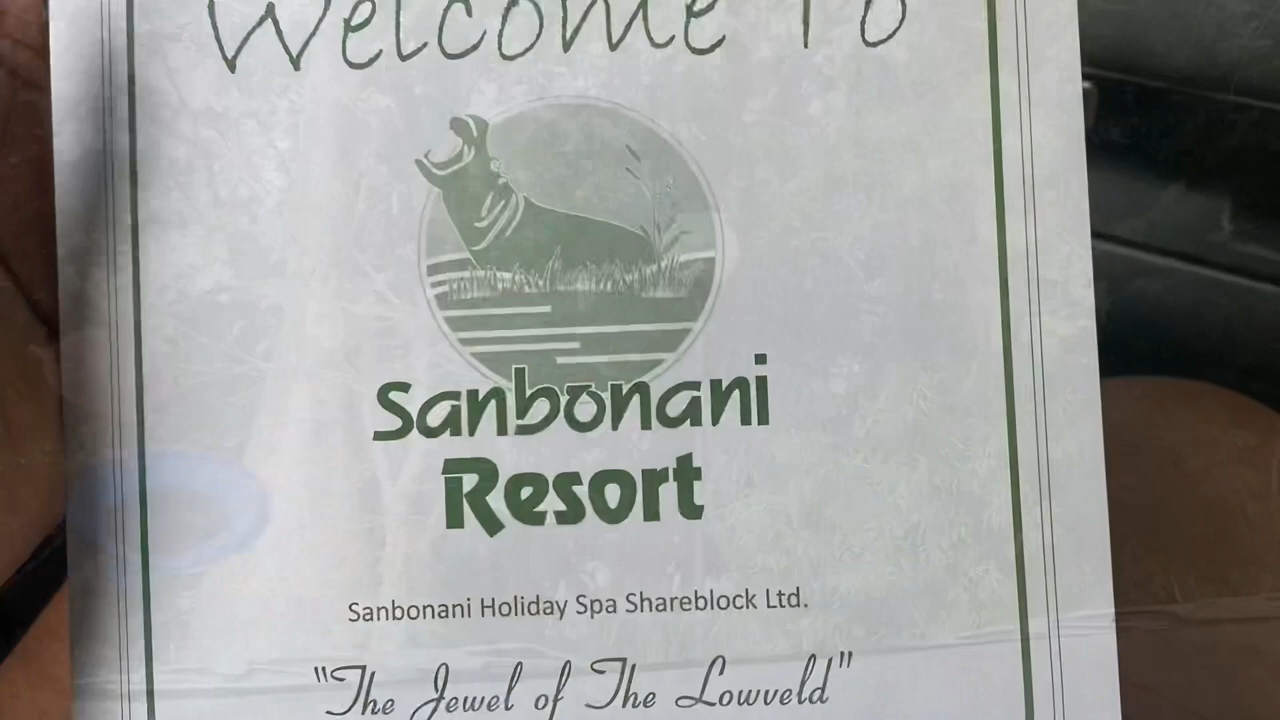 Welcome To
Sanbonani
Resort
Sanbonani Holiday Spa Shareblock Ltd.
"The Jewel of The Lowveld"